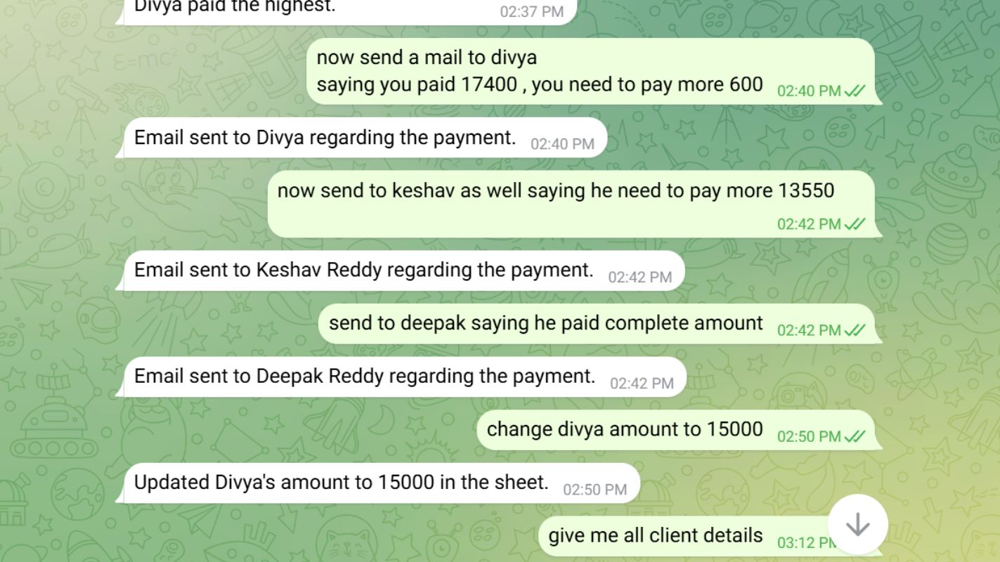 Divya paid the highest. 02:37 PM
now send a mail to divya
saying you paid 17400 , you need to pay more 600 02:40 PM
Email sent to Divya regarding the payment. 02:40 PM
now send to keshav as well saying he need to pay more 13550
02:42 PM
Email sent to Keshav Reddy regarding the payment. 02:42 PM
send to deepak saying he paid complete amount 02:42 PM
Email sent to Deepak Reddy regarding the payment. 02:42 PM
change divya amount to 15000 02:50 PM
Updated Divya's amount to 15000 in the sheet. 02:50 PM
give me all client details 03:12 PM
E=mc²